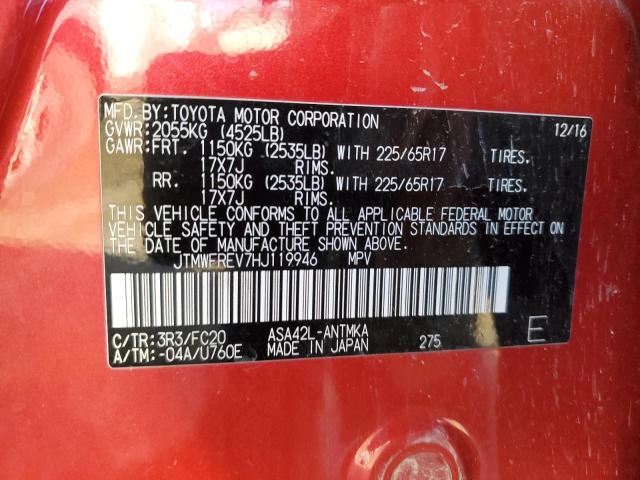 MFD. BY: TOYOTA MOTOR CORPORATION 12/16
GVWR: 2055KG (4525LB)
GAWR: FRT. 1150KG (2535LB) WITH 225/65R17 TIRES.
17X7J RIMS.
RR. 1150KG (2535LB) WITH 225/65R17 TIRES.
17X7J RIMS.
THIS VEHICLE CONFORMS TO ALL APPLICABLE FEDERAL MOTOR
VEHICLE SAFETY AND THEFT PREVENTION STANDARDS IN EFFECT
ON THE DATE OF MANUFACTURE SHOWN ABOVE.
JTMWFREV7HJ119946 MPV
C/TR: 3R3/FC20 ASA42L-ANTMKA
A/TM: -04A/U760E MADE IN JAPAN 275 E